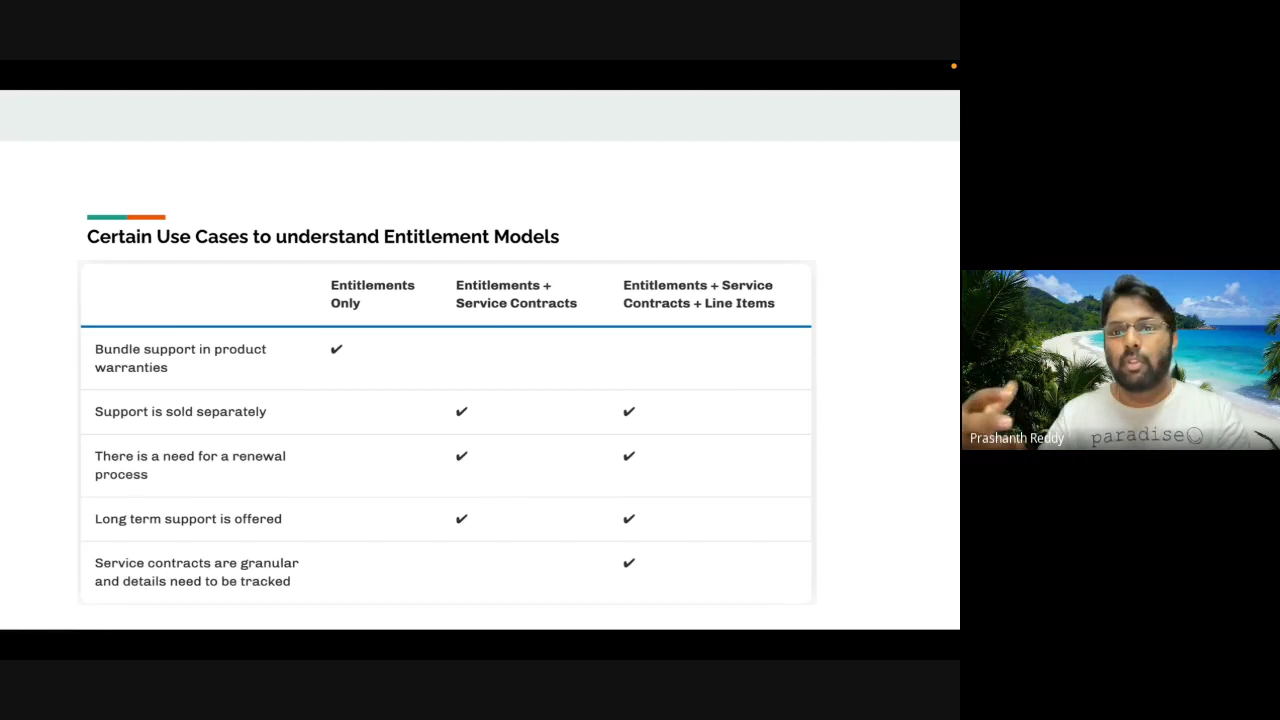 Certain Use Cases to understand Entitlement Models
Entitlements Only
Entitlements + Service Contracts
Entitlements + Service Contracts + Line Items
Bundle support in product warranties
✔
Support is sold separately
✔ ✔
There is a need for a renewal process
✔ ✔
Long term support is offered
✔ ✔
Service contracts are granular and details need to be tracked
✔
Prashanth Reddy
paradise